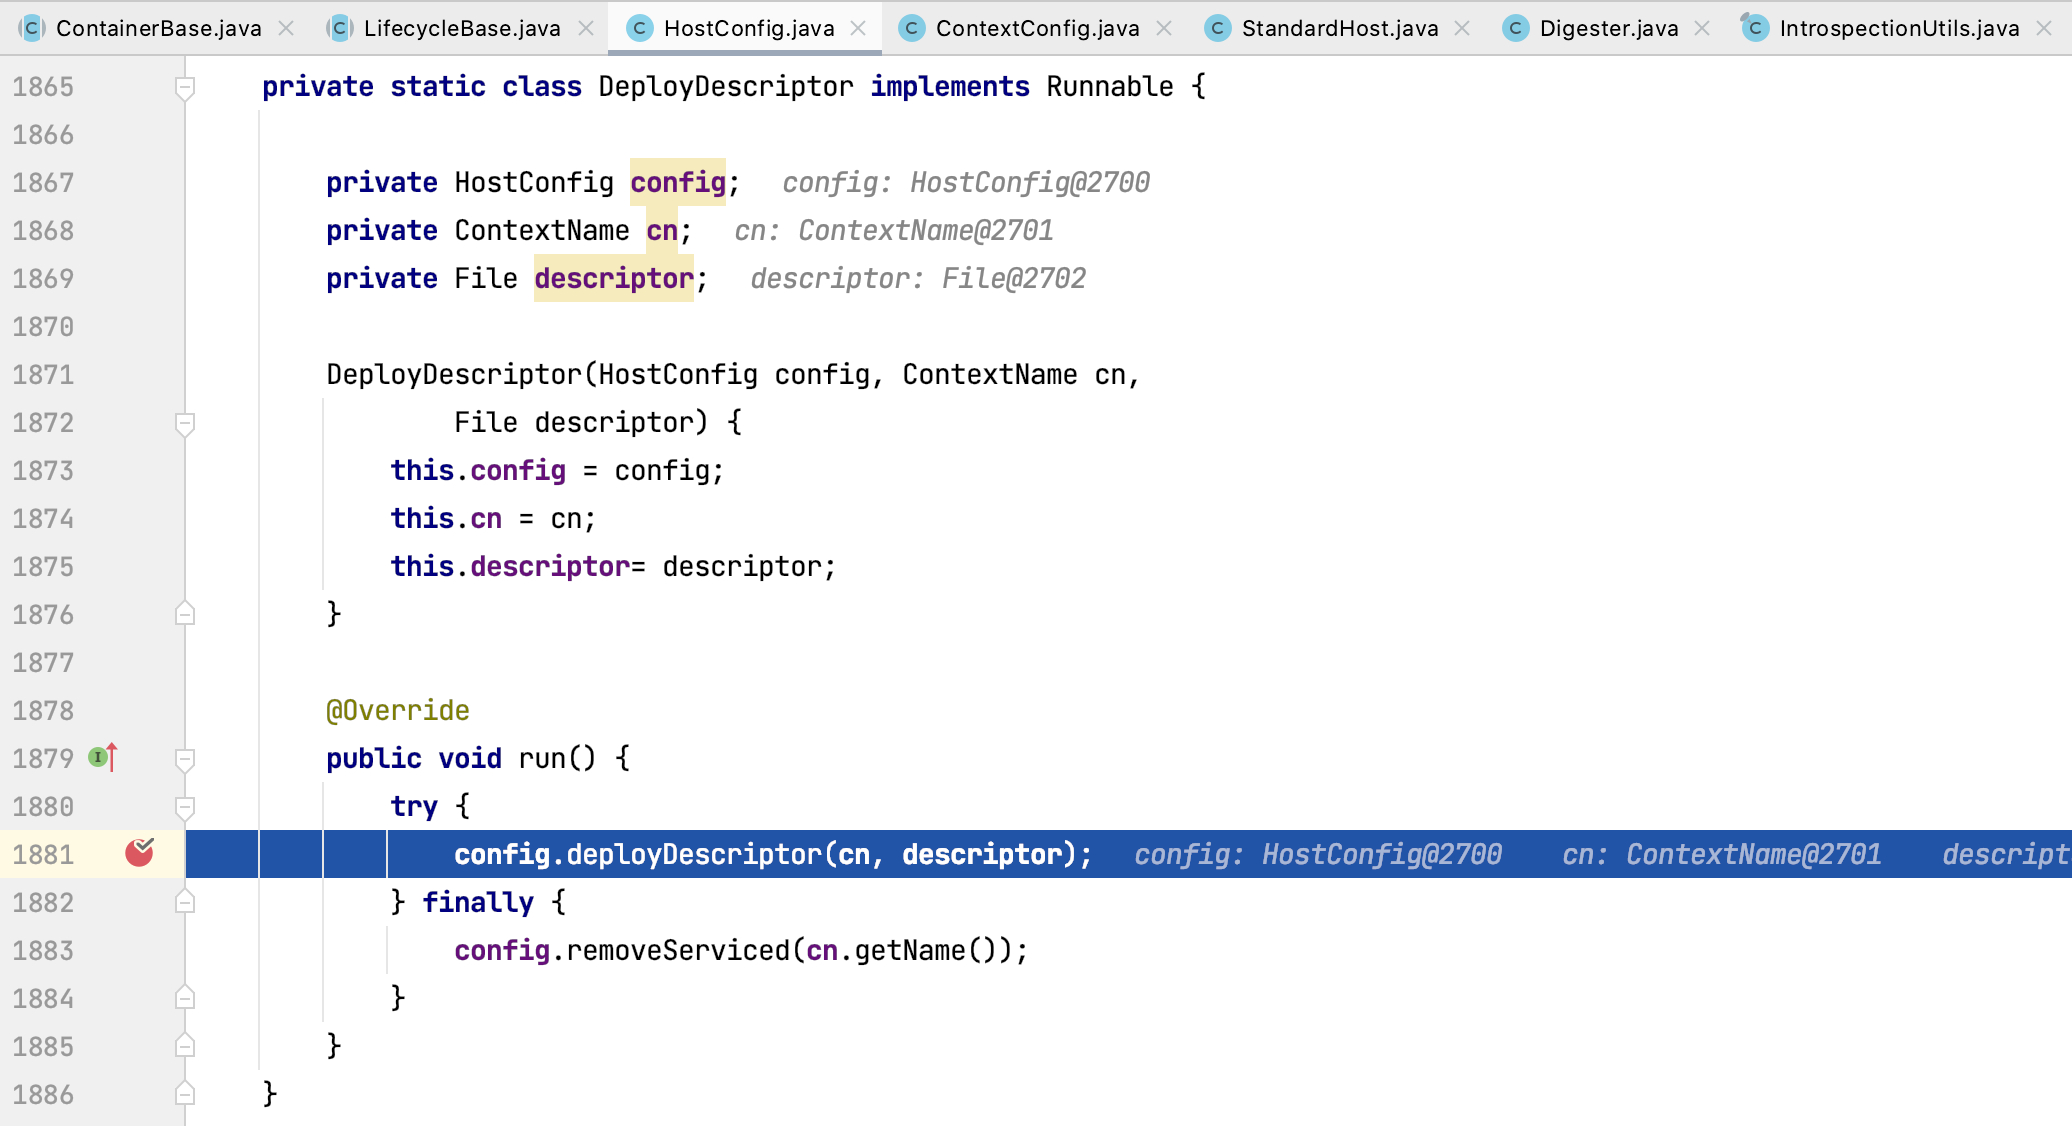 ContainerBase.java LifecycleBase.java HostConfig.java ContextConfig.java StandardHost.java Digester.java IntrospectionUtils.java
1865 private static class DeployDescriptor implements Runnable {
1866
1867 private HostConfig config; config: HostConfig@2700
1868 private ContextName cn; cn: ContextName@2701
1869 private File descriptor; descriptor: File@2702
1870
1871 DeployDescriptor(HostConfig config, ContextName cn,
1872 File descriptor) {
1873 this.config = config;
1874 this.cn = cn;
1875 this.descriptor= descriptor;
1876 }
1877
1878 @Override
1879 public void run() {
1880 try {
1881 config.deployDescriptor(cn, descriptor); config: HostConfig@2700 cn: ContextName@2701 descript
1882 } finally {
1883 config.removeServiced(cn.getName());
1884 }
1885 }
1886 }